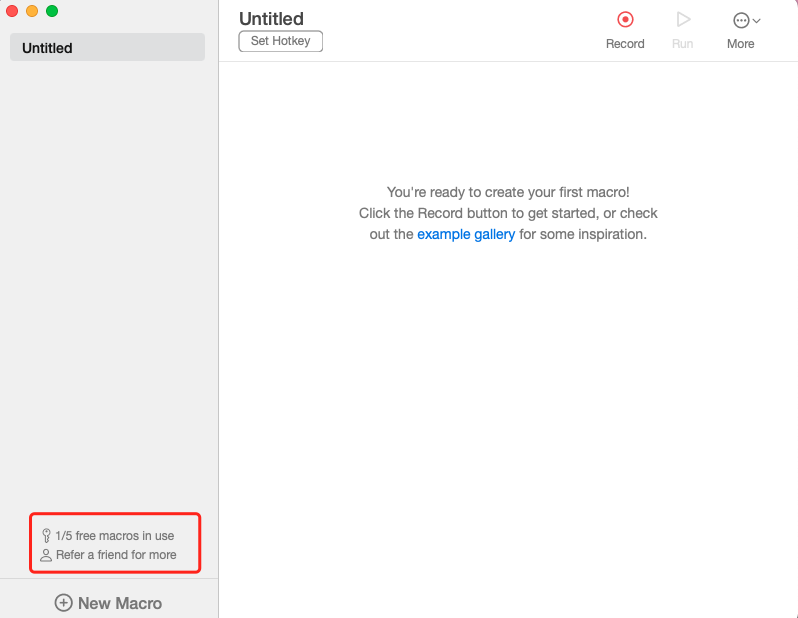 Untitled
Untitled
Set Hotkey
Record
Run
More
You're ready to create your first macro!
Click the Record button to get started, or check
out the example gallery for some inspiration.
1/5 free macros in use
Refer a friend for more
New Macro